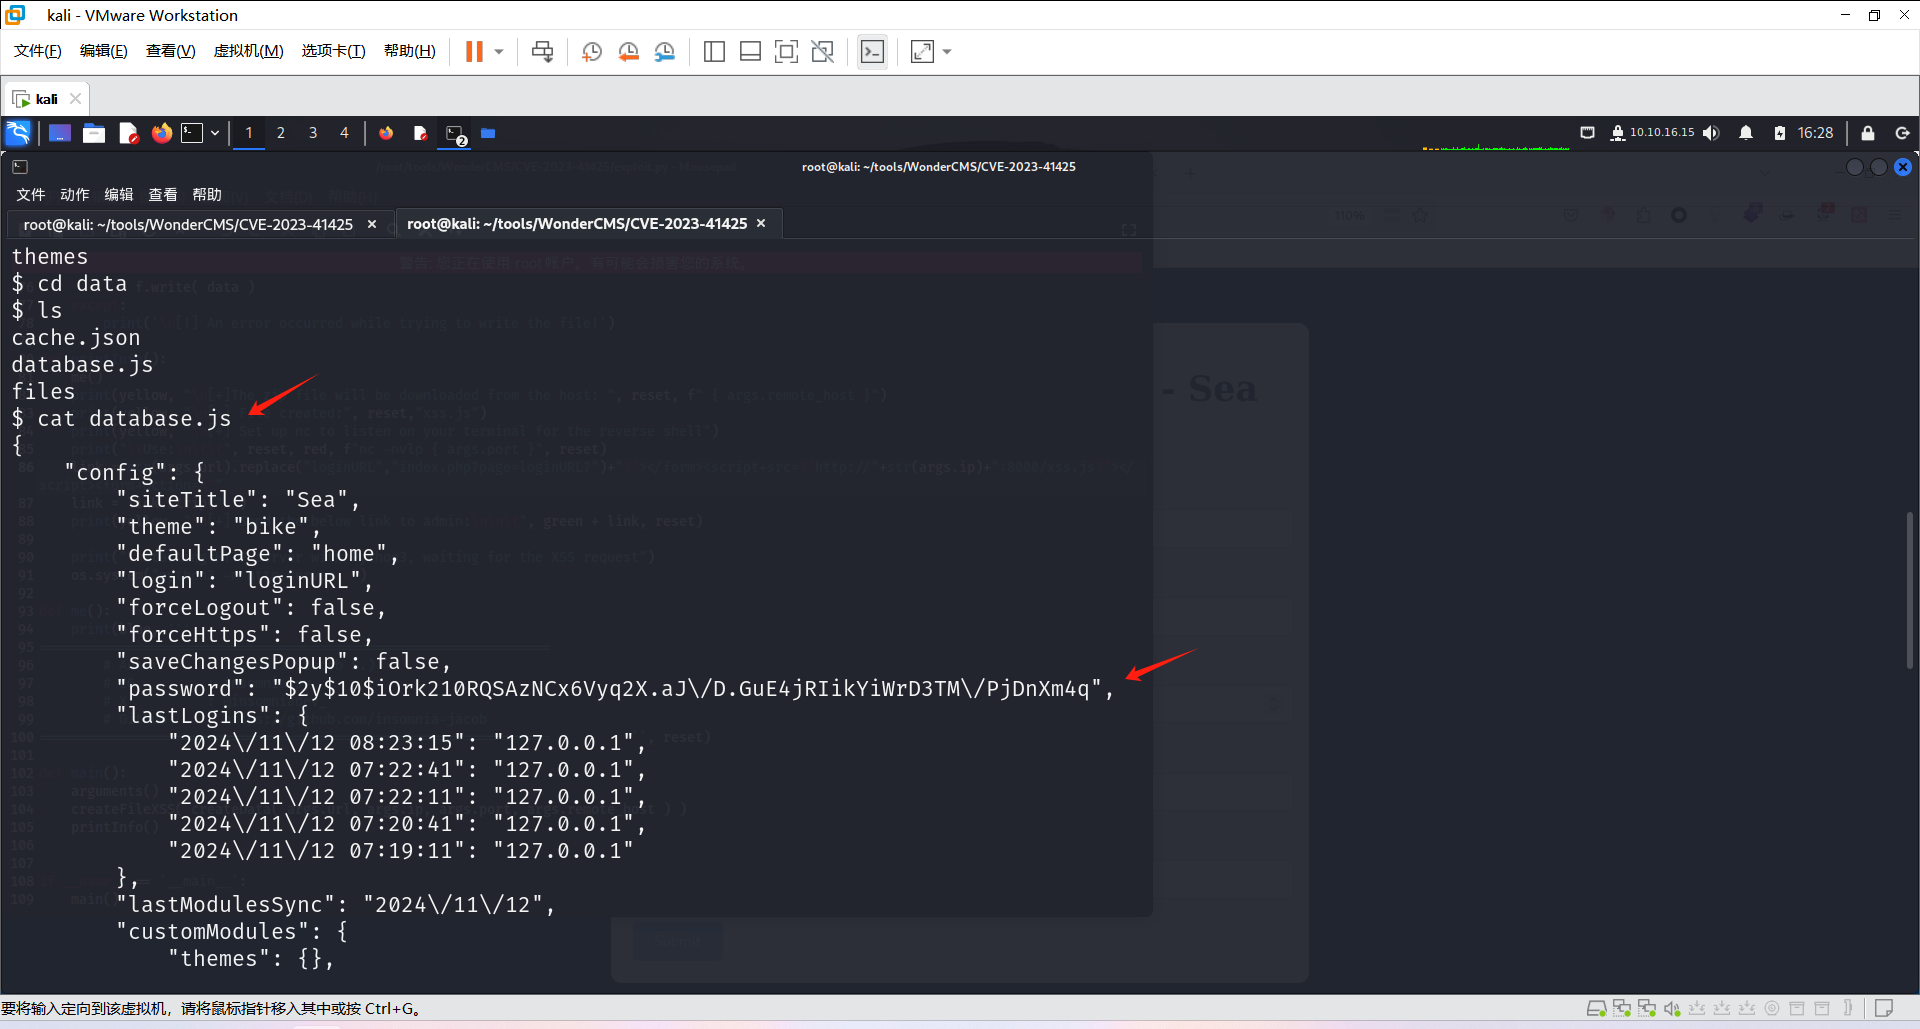 kali - VMware Workstation
文件(F) 编辑(E) 查看(V) 虚拟机(M) 选项卡(T) 帮助(H)
kali
1 2 3 4 2 10.10.16.15 16:28
root@kali: ~/tools/WonderCMS/CVE-2023-41425
文件 动作 编辑 查看 帮助
root@kali: ~/tools/WonderCMS/CVE-2023-41425 root@kali: ~/tools/WonderCMS/CVE-2023-41425
themes
$ cd data
$ ls
cache.json
database.js
files
- Sea
$ cat database.js
{
"config": {
"siteTitle": "Sea",
"theme": "bike",
"defaultPage": "home",
"login": "loginURL",
"forceLogout": false,
"forceHttps": false,
"saveChangesPopup": false,
"password": "$2y$10$iOrk210RQSAzNCx6Vyq2X.aJ\/D.GuE4jRIikYiWrD3TM\/PjDnXm4q",
"lastLogins": {
"2024\/11\/12 08:23:15": "127.0.0.1",
"2024\/11\/12 07:22:41": "127.0.0.1",
"2024\/11\/12 07:22:11": "127.0.0.1",
"2024\/11\/12 07:20:41": "127.0.0.1",
"2024\/11\/12 07:19:11": "127.0.0.1"
},
"lastModulesSync": "2024\/11\/12",
"customModules": {
"themes": {},
要将输入定向到该虚拟机，请将鼠标指针移入其中或按 Ctrl+G。